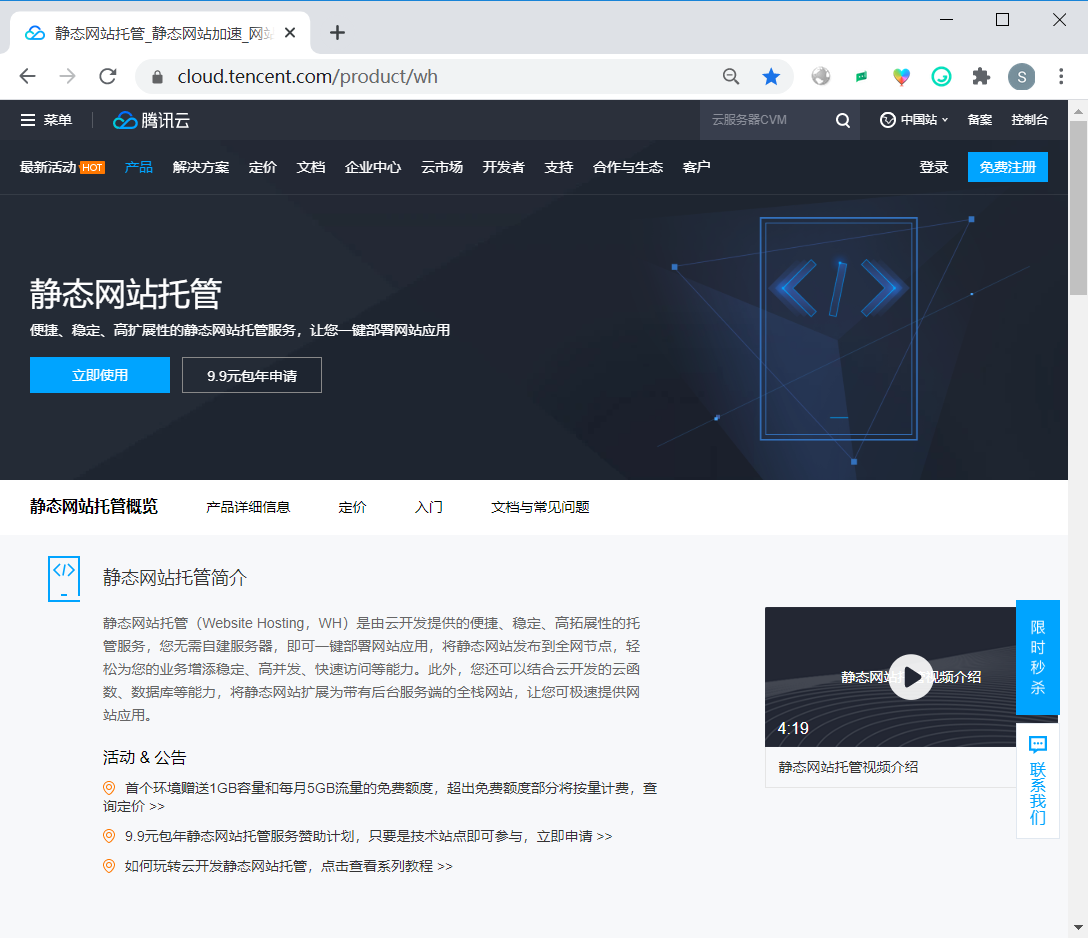 静态网站托管_静态网站加速_网站
cloud.tencent.com/product/wh
S
菜单
腾讯云
云服务器CVM
中国站
备案
控制台
最新活动 HOT 产品 解决方案 定价 文档 企业中心 云市场 开发者 支持 合作与生态 客户
登录
免费注册
静态网站托管
便捷、稳定、高扩展性的静态网站托管服务，让您一键部署网站应用
立即使用
9.9元包年申请
静态网站托管概览 产品详细信息 定价 入门 文档与常见问题
静态网站托管简介
静态网站托管（Website Hosting，WH）是由云开发提供的便捷、稳定、高拓展性的托
管服务，您无需自建服务器，即可一键部署网站应用，将静态网站发布到全网节点，轻
松为您的业务增添稳定、高并发、快速访问等能力。此外，您还可以结合云开发的云函
数、数据库等能力，将静态网站扩展为带有后台服务端的全栈网站，让您可极速提供网
站应用。
活动 & 公告
首个环境赠送1GB容量和每月5GB流量的免费额度，超出免费额度部分将按量计费，查
询定价 >>
9.9元包年静态网站托管服务赞助计划，只要是技术站点即可参与，立即申请 >>
如何玩转云开发静态网站托管，点击查看系列教程 >>
静态网站 视频介绍
4:19
静态网站托管视频介绍
限时秒杀
联系我们